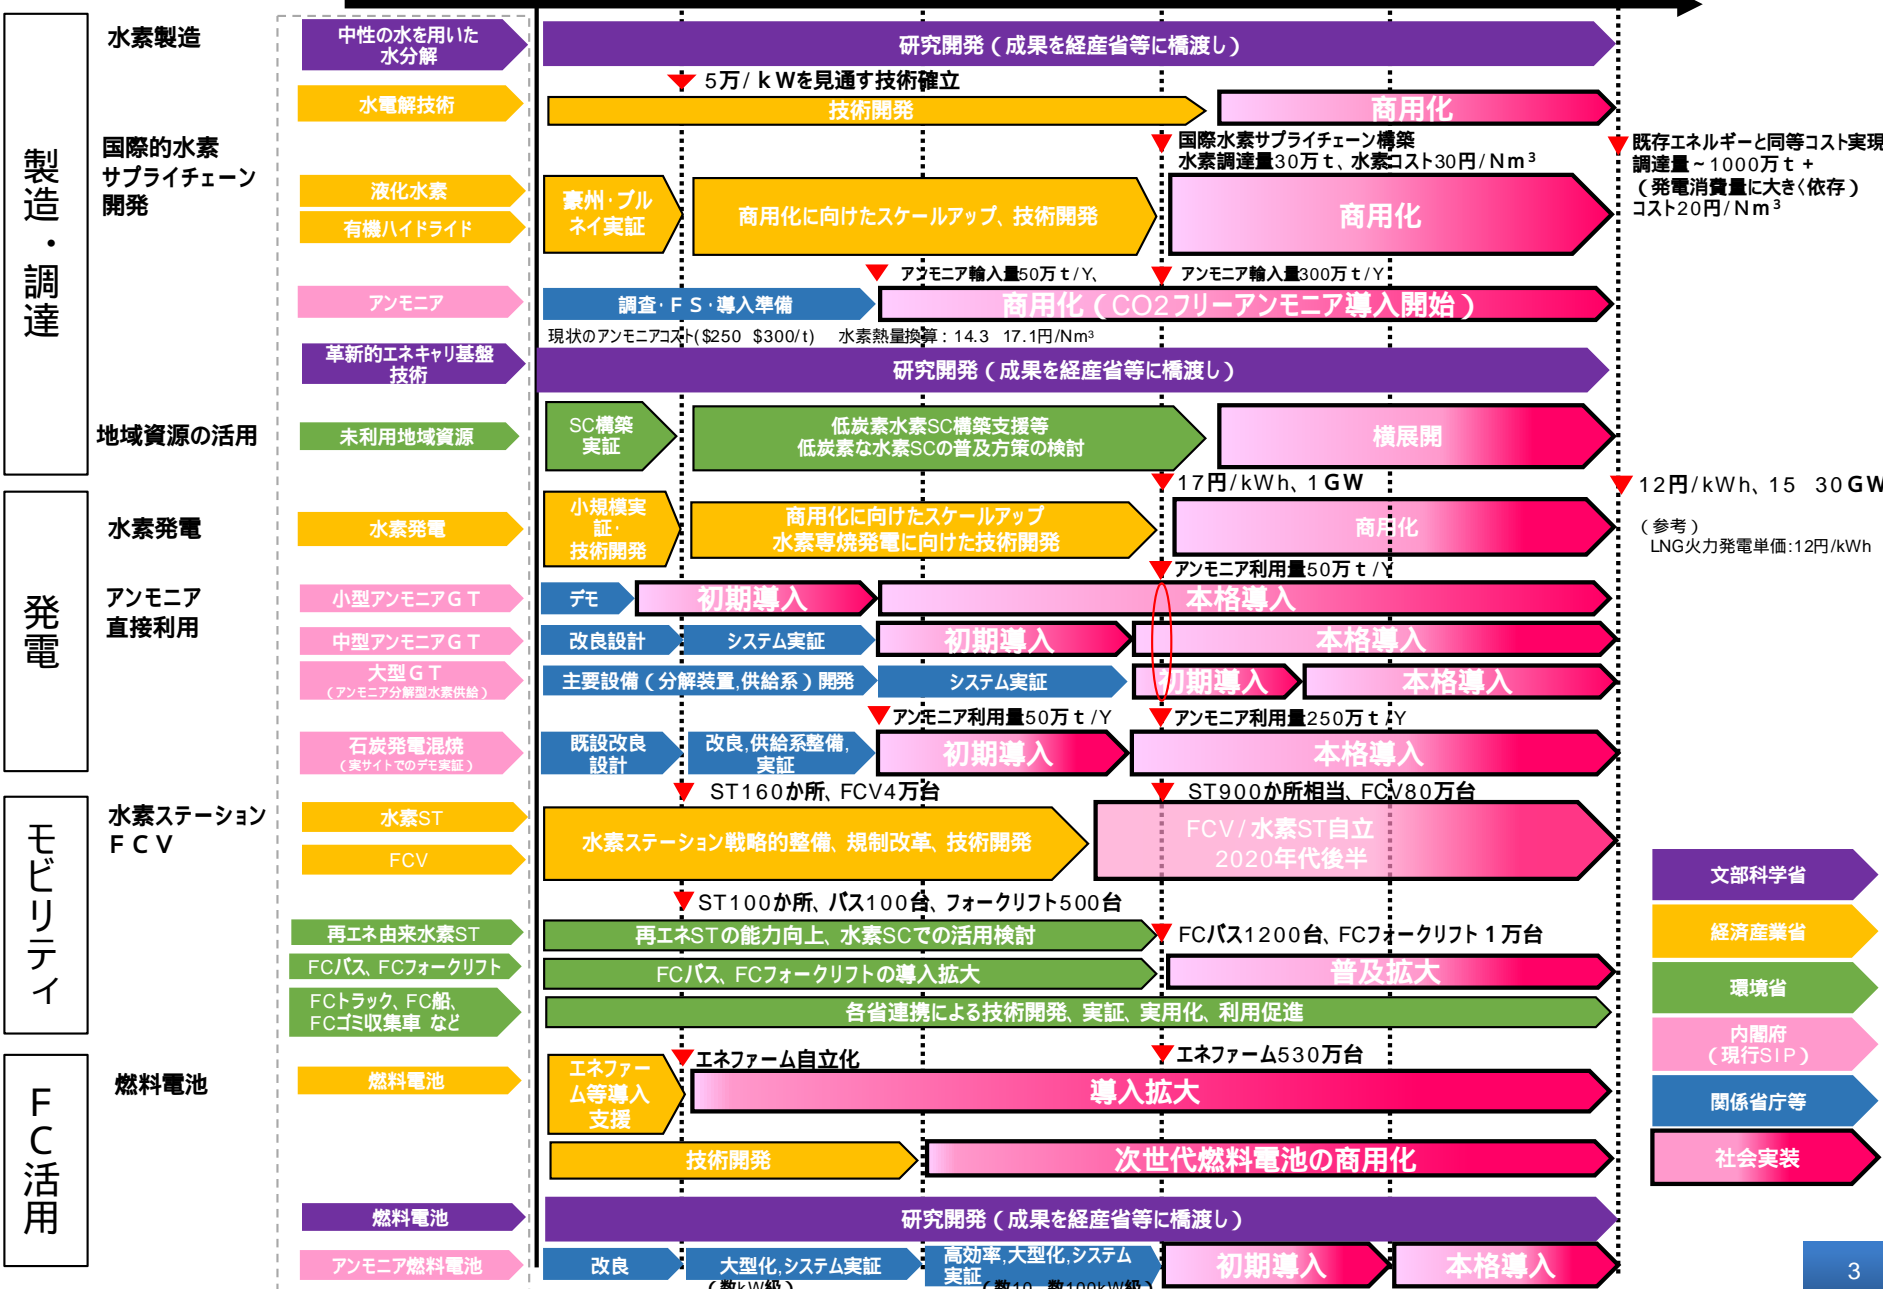 製造・調達
水素製造
中性の水を用いた
水分解
研究開発（成果を経産省等に橋渡し）
5万/ｋWを見通す技術確立
水電解技術
技術開発
商用化
国際的水素
サプライチェーン
開発
国際水素サプライチェーン構築
水素調達量30万ｔ、水素コスト30円/Nm³
既存エネルギーと同等コスト実現
調達量~1000万ｔ+
（発電消費量に大きく依存）
コスト20円/Nm³
液化水素
有機ハイドライド
豪州･ブル
ネイ実証
商用化に向けたスケールアップ、技術開発
商用化
アンモニア輸入量50万ｔ/Y、
アンモニア輸入量300万ｔ/Y
アンモニア
調査･ＦＳ･導入準備
商用化（CO2フリーアンモニア導入開始）
現状のアンモニアコスト($250 $300/t)　水素熱量換算：14.3 17.1円/Nm³
革新的エネキャリ基盤
技術
研究開発（成果を経産省等に橋渡し）
地域資源の活用
未利用地域資源
SC構築
実証
低炭素水素SC構築支援等
低炭素な水素SCの普及方策の検討
横展開
発電
17円/kWh、1GW
12円/kWh、15 30GW
（参考）
LNG火力発電単価:12円/kWh
水素発電
水素発電
小規模実
証･
技術開発
商用化に向けたスケールアップ
水素専焼発電に向けた技術開発
商用化
アンモニア利用量50万ｔ/Y
アンモニア
直接利用
小型アンモニアＧＴ
デモ
初期導入
本格導入
中型アンモニアＧＴ
改良設計
システム実証
初期導入
本格導入
大型ＧＴ
（アンモニア分解型水素供給）
主要設備（分解装置,供給系）開発
システム実証
初期導入
本格導入
アンモニア利用量50万ｔ/Y
アンモニア利用量250万ｔ/Y
石炭発電混焼
（実サイトでのデモ実証）
既設改良
設計
改良,供給系整備,
実証
初期導入
本格導入
モビリティ
水素ステーション
ＦＣＶ
ST160か所、FCV4万台
ST900か所相当、FCV80万台
水素ST
FCV
水素ステーション戦略的整備、規制改革、技術開発
FCV/水素ST自立
2020年代後半
ST100か所、バス100台、フォークリフト500台
再エネ由来水素ST
再エネSTの能力向上、水素SCでの活用検討
FCバス1200台、FCフォークリフト１万台
FCバス、FCフォークリフト
FCバス、FCフォークリフトの導入拡大
普及拡大
FCトラック、FC船、
FCゴミ収集車 など
各省連携による技術開発、実証、実用化、利用促進
ＦＣ活用
燃料電池
燃料電池
エネファー
ム等導入
支援
エネファーム自立化
エネファーム530万台
導入拡大
技術開発
次世代燃料電池の商用化
燃料電池
研究開発（成果を経産省等に橋渡し）
アンモニア燃料電池
改良
大型化,システム実証
（数kW級）
高効率,大型化,システム
実証（数10 数100kW級）
初期導入
本格導入
文部科学省
経済産業省
環境省
内閣府
（現行SIP）
関係省庁等
社会実装
3